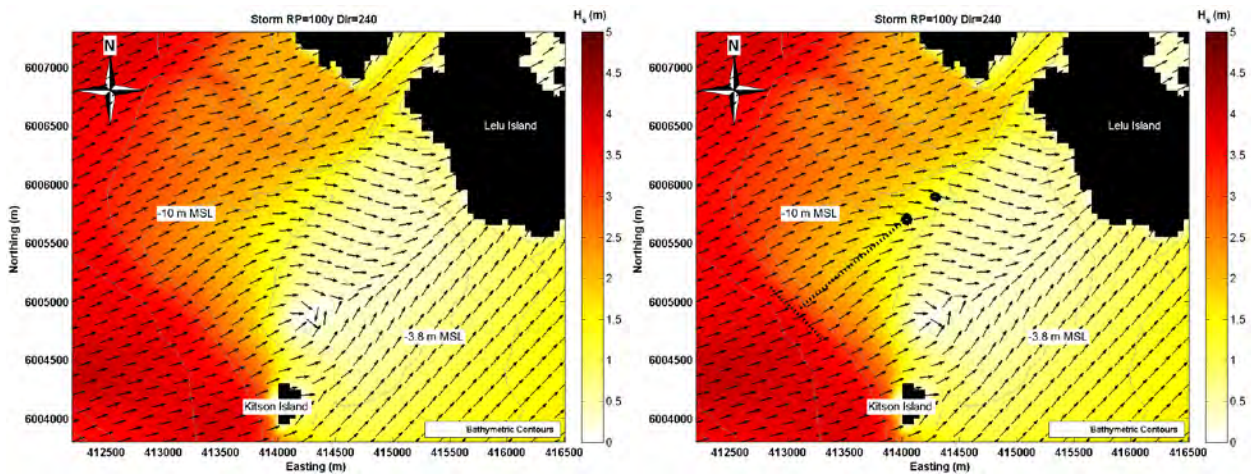 Storm RP=100y Dir=240
H_s (m)
N
6007000
6006500
6006000
6005500
6005000
6004500
6004000
Northing (m)
-10 m MSL
Lelu Island
-3.8 m MSL
Kitson Island
Bathymetric Contours
412500 413000 413500 414000 414500 415000 415500 416000 416500
Easting (m)
5
4.5
4
3.5
3
2.5
2
1.5
1
0.5
0
Storm RP=100y Dir=240
H_s (m)
N
6007000
6006500
6006000
6005500
6005000
6004500
6004000
Northing (m)
-10 m MSL
Lelu Island
-3.8 m MSL
Kitson Island
Bathymetric Contours
412500 413000 413500 414000 414500 415000 415500 416000 416500
Easting (m)
5
4.5
4
3.5
3
2.5
2
1.5
1
0.5
0